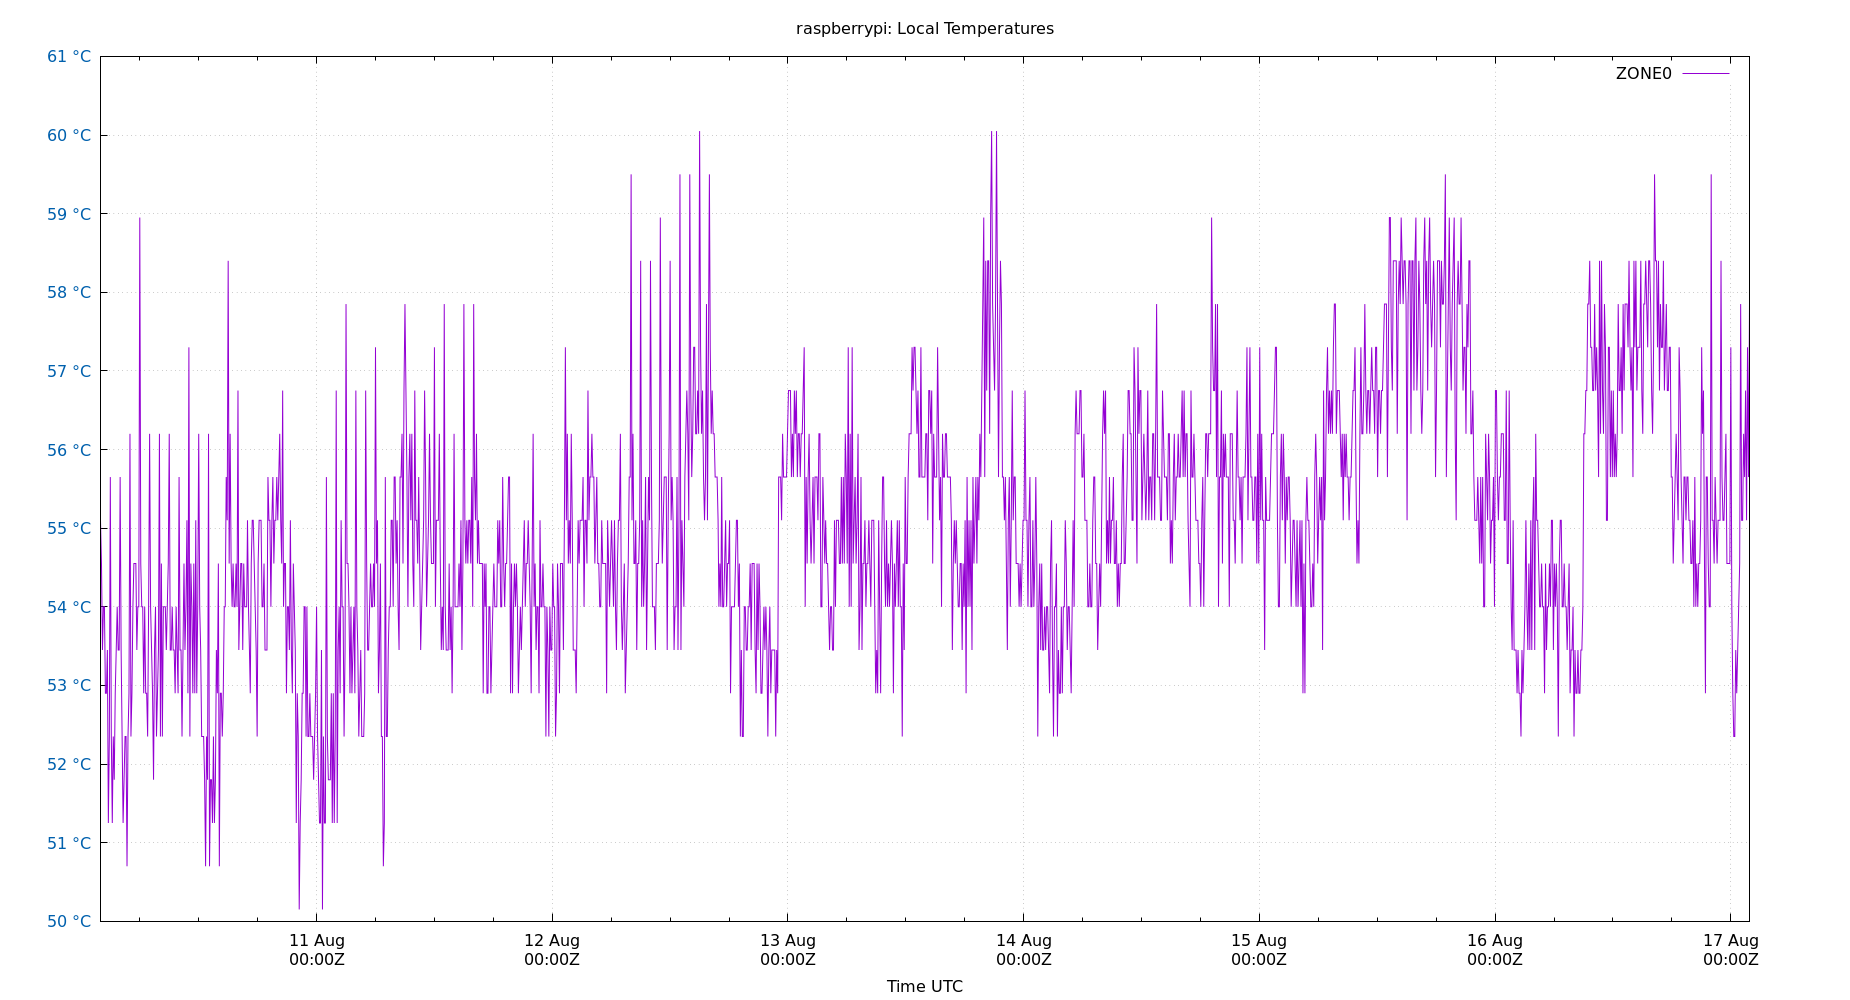 raspberrypi: Local Temperatures
61 °C
ZONE0
60 °C
59 °C
58 °C
57 °C
56 °C
55 °C
54 °C
53 °C
52 °C
51 °C
50 °C
11 Aug 12 Aug 13 Aug 14 Aug 15 Aug 16 Aug 17 Aug
00:00Z 00:00Z 00:00Z 00:00Z 00:00Z 00:00Z 00:00Z
Time UTC